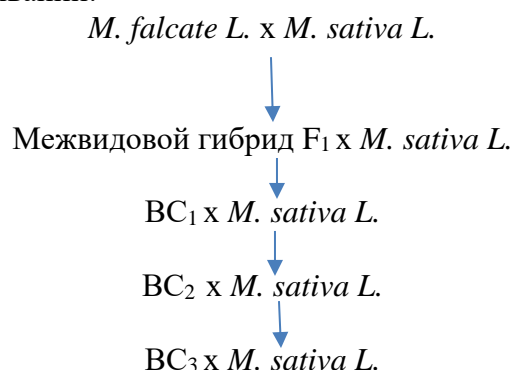 M. falcate L. x M. sativa L.
Межвидовой гибрид F₁ x M. sativa L.
BC₁ x M. sativa L.
BC₂ x M. sativa L.
BC₃ x M. sativa L.